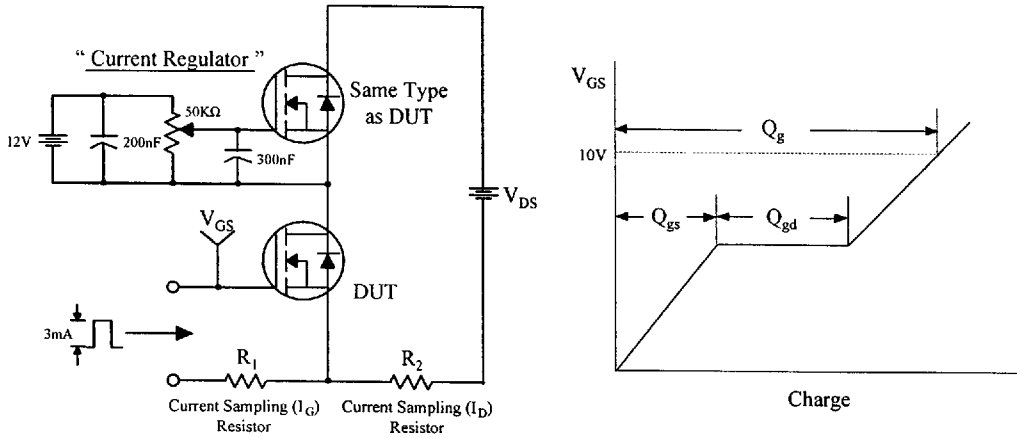 “ Current Regulator ”
12V
200nF
50KΩ
300nF
Same Type
as DUT
V_GS
DUT
V_DS
3mA
R_1
R_2
Current Sampling (I_G)
Resistor
Current Sampling (I_D)
Resistor
V_GS
10V
Q_g
Q_gs
Q_gd
Charge